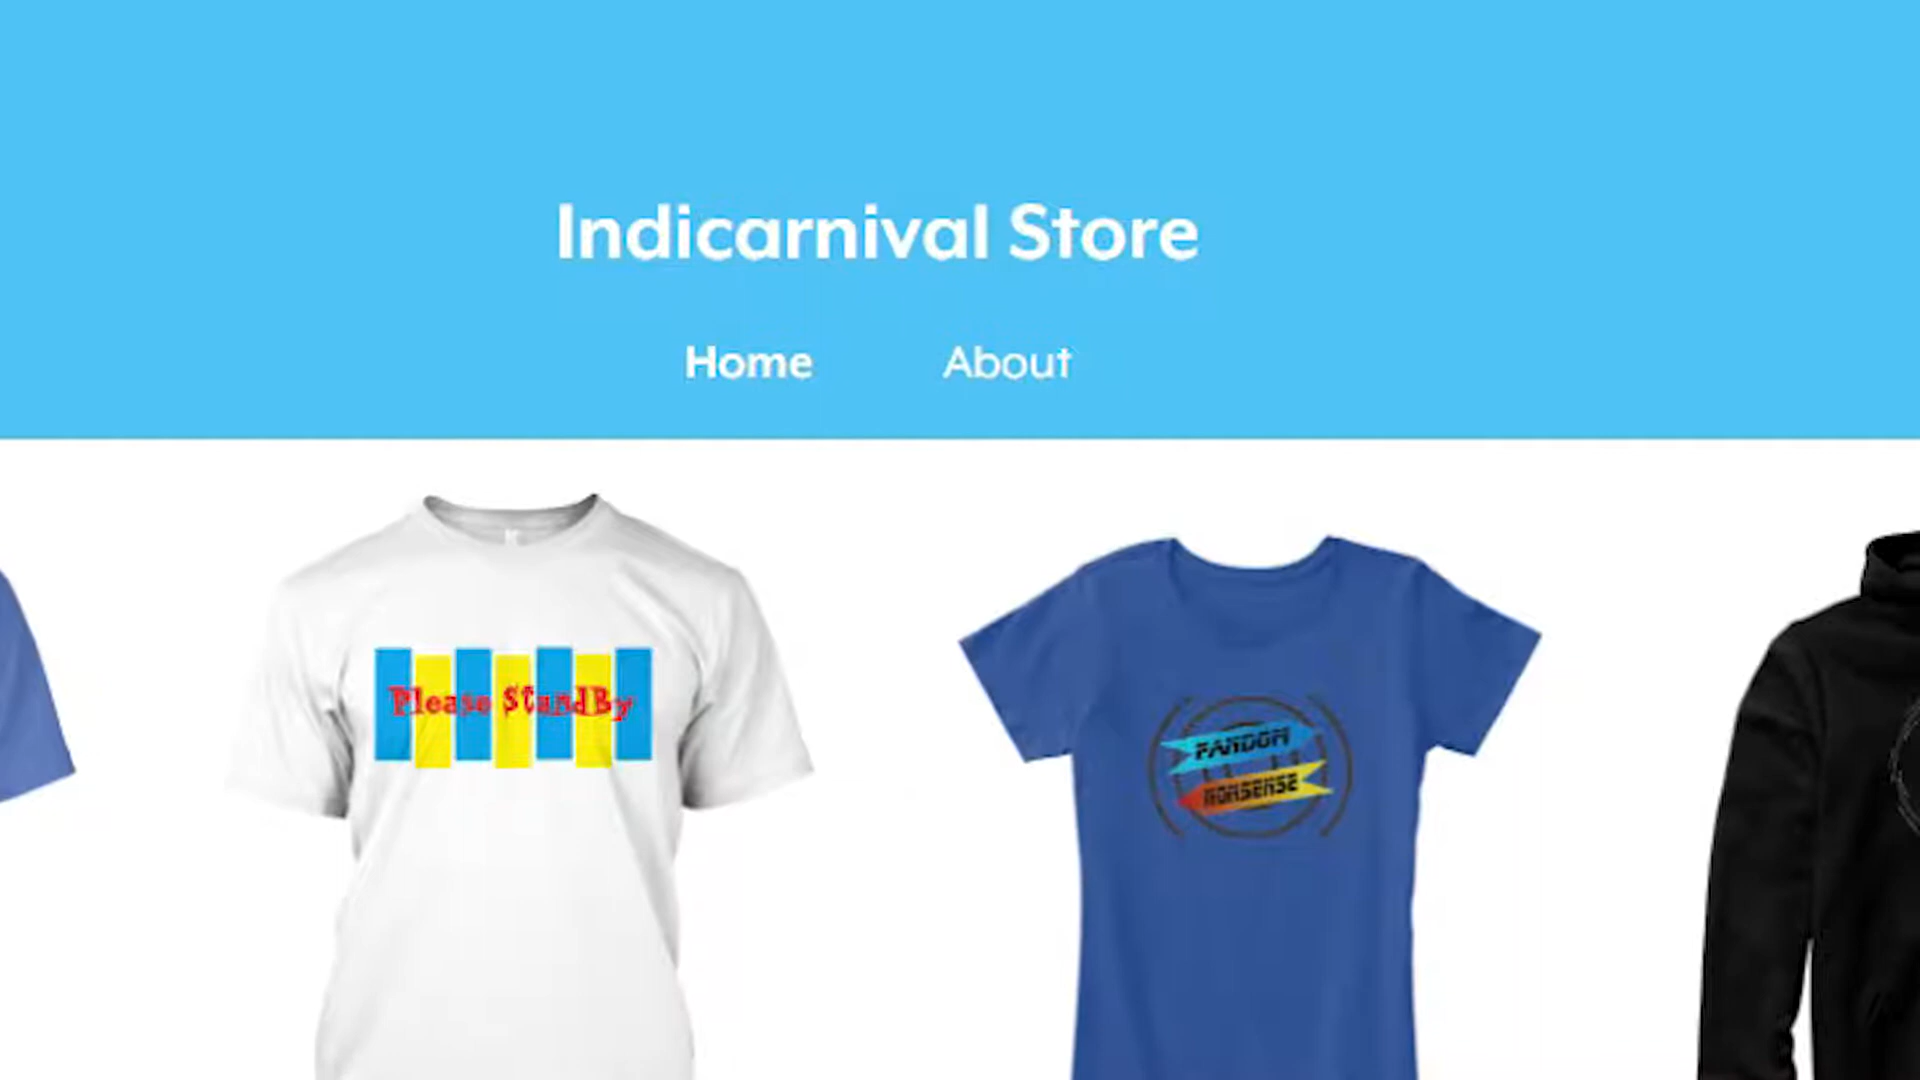 Indicarnival Store
Home About
Please StandBy
FANDOM
NONSENSE